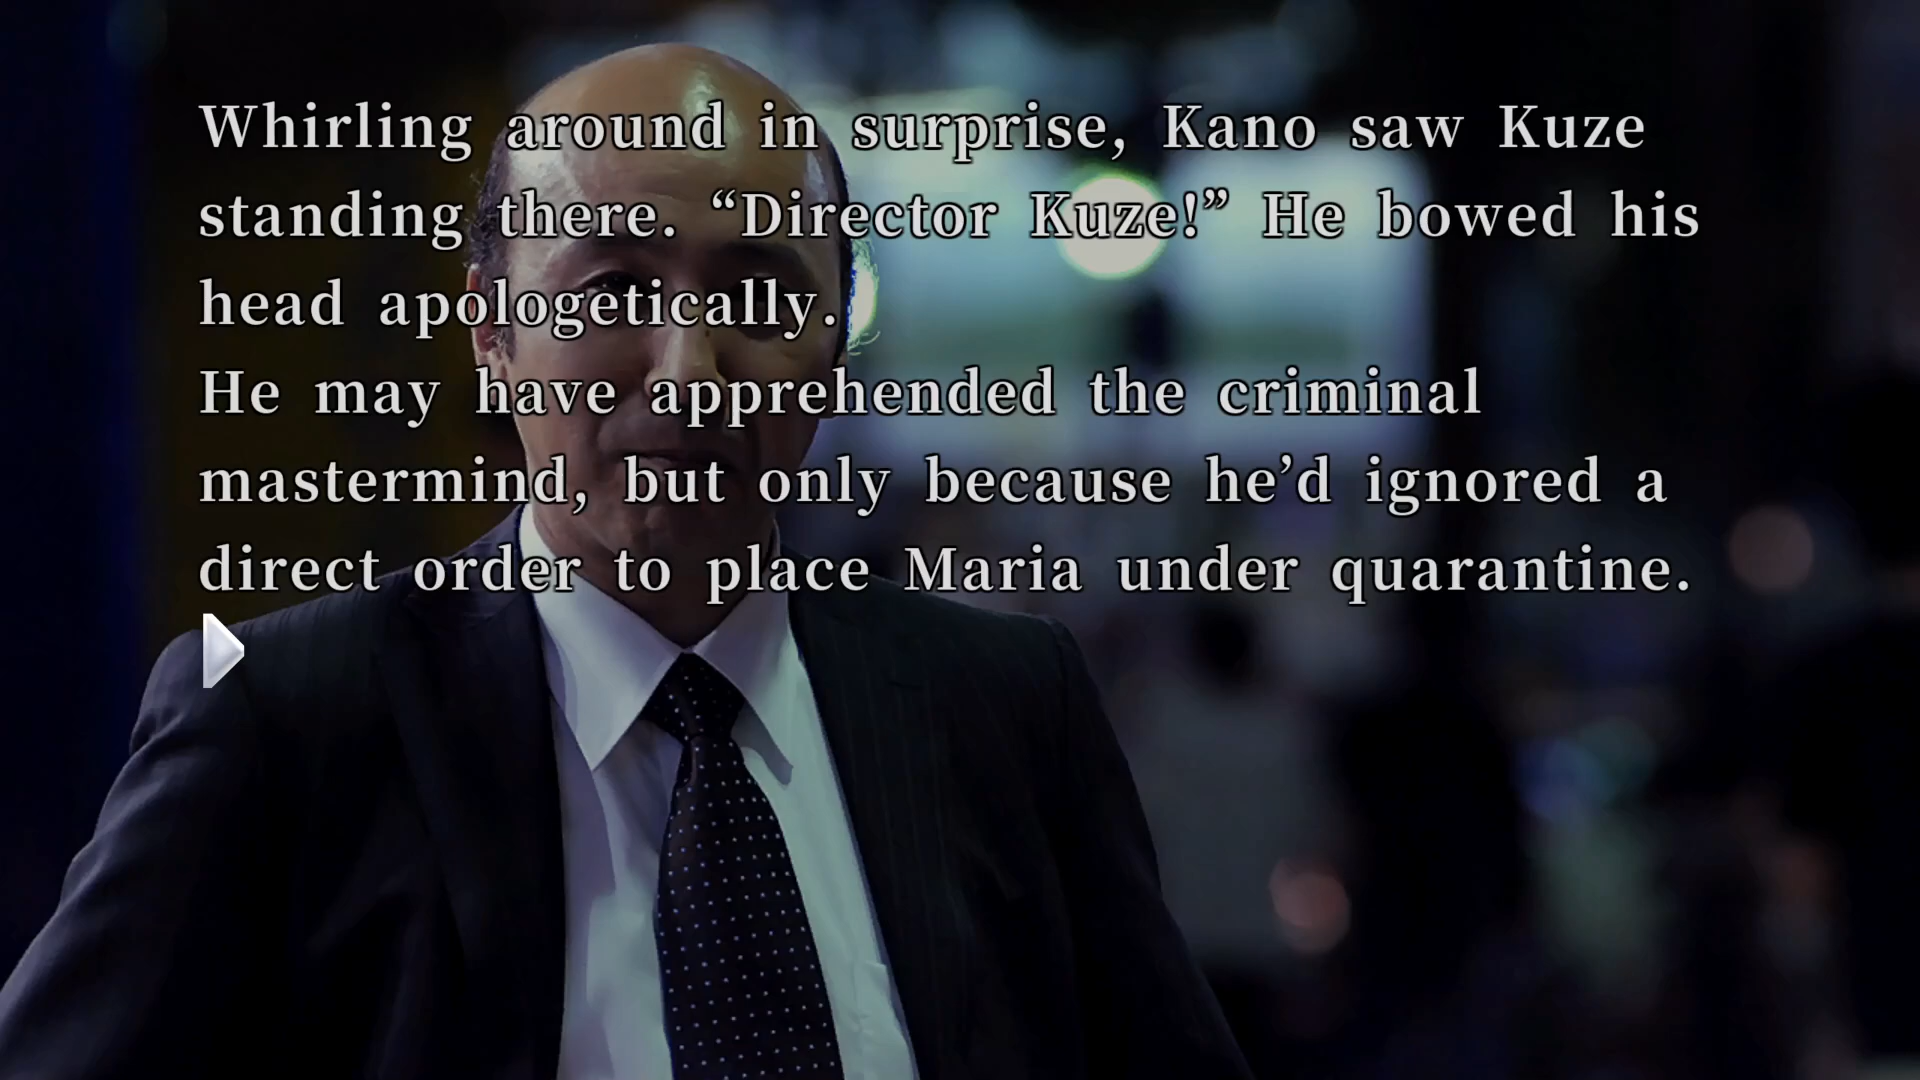 Whirling around in surprise, Kano saw Kuze
standing there. “Director Kuze!” He bowed his
head apologetically.
He may have apprehended the criminal
mastermind, but only because he’d ignored a
direct order to place Maria under quarantine.